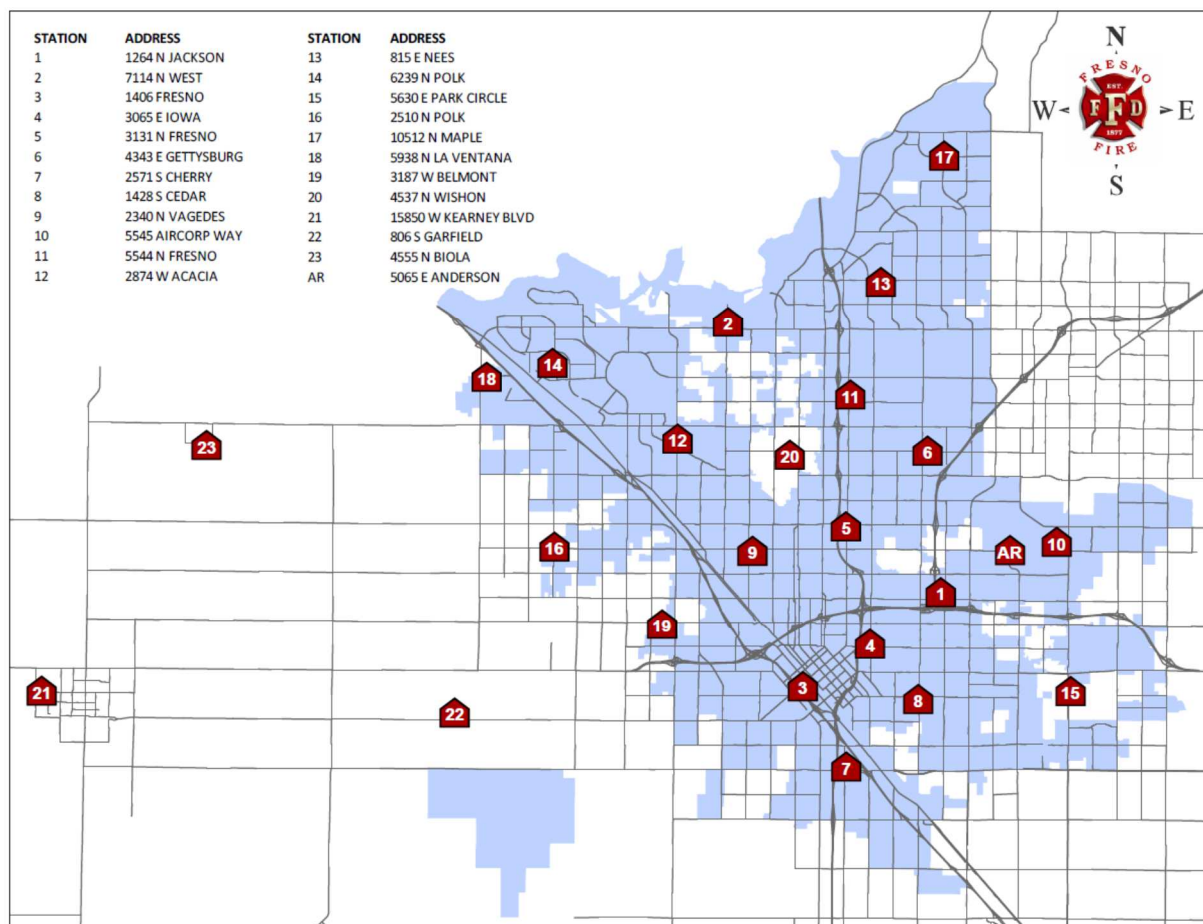 STATION ADDRESS STATION ADDRESS
1 1264 N JACKSON 13 815 E NEES
2 7114 N WEST 14 6239 N POLK
3 1406 FRESNO 15 5630 E PARK CIRCLE
4 3065 E IOWA 16 2510 N POLK
5 3131 N FRESNO 17 10512 N MAPLE
6 4343 E GETTYSBURG 18 5938 N LA VENTANA
7 2571 S CHERRY 19 3187 W BELMONT
8 1428 S CEDAR 20 4537 N WISHON
9 2340 N VAGEDES 21 15850 W KEARNEY BLVD
10 5545 AIRCORP WAY 22 806 S GARFIELD
11 5544 N FRESNO 23 4555 N BIOLA
12 2874 W ACACIA AR 5065 E ANDERSON
N
FRESNO
EST.
W F F D E
1877
FIRE
S
17
13
2
14
18
11
12
23
20
6
5
16
9
AR
10
1
19
4
21
3
15
8
22
7